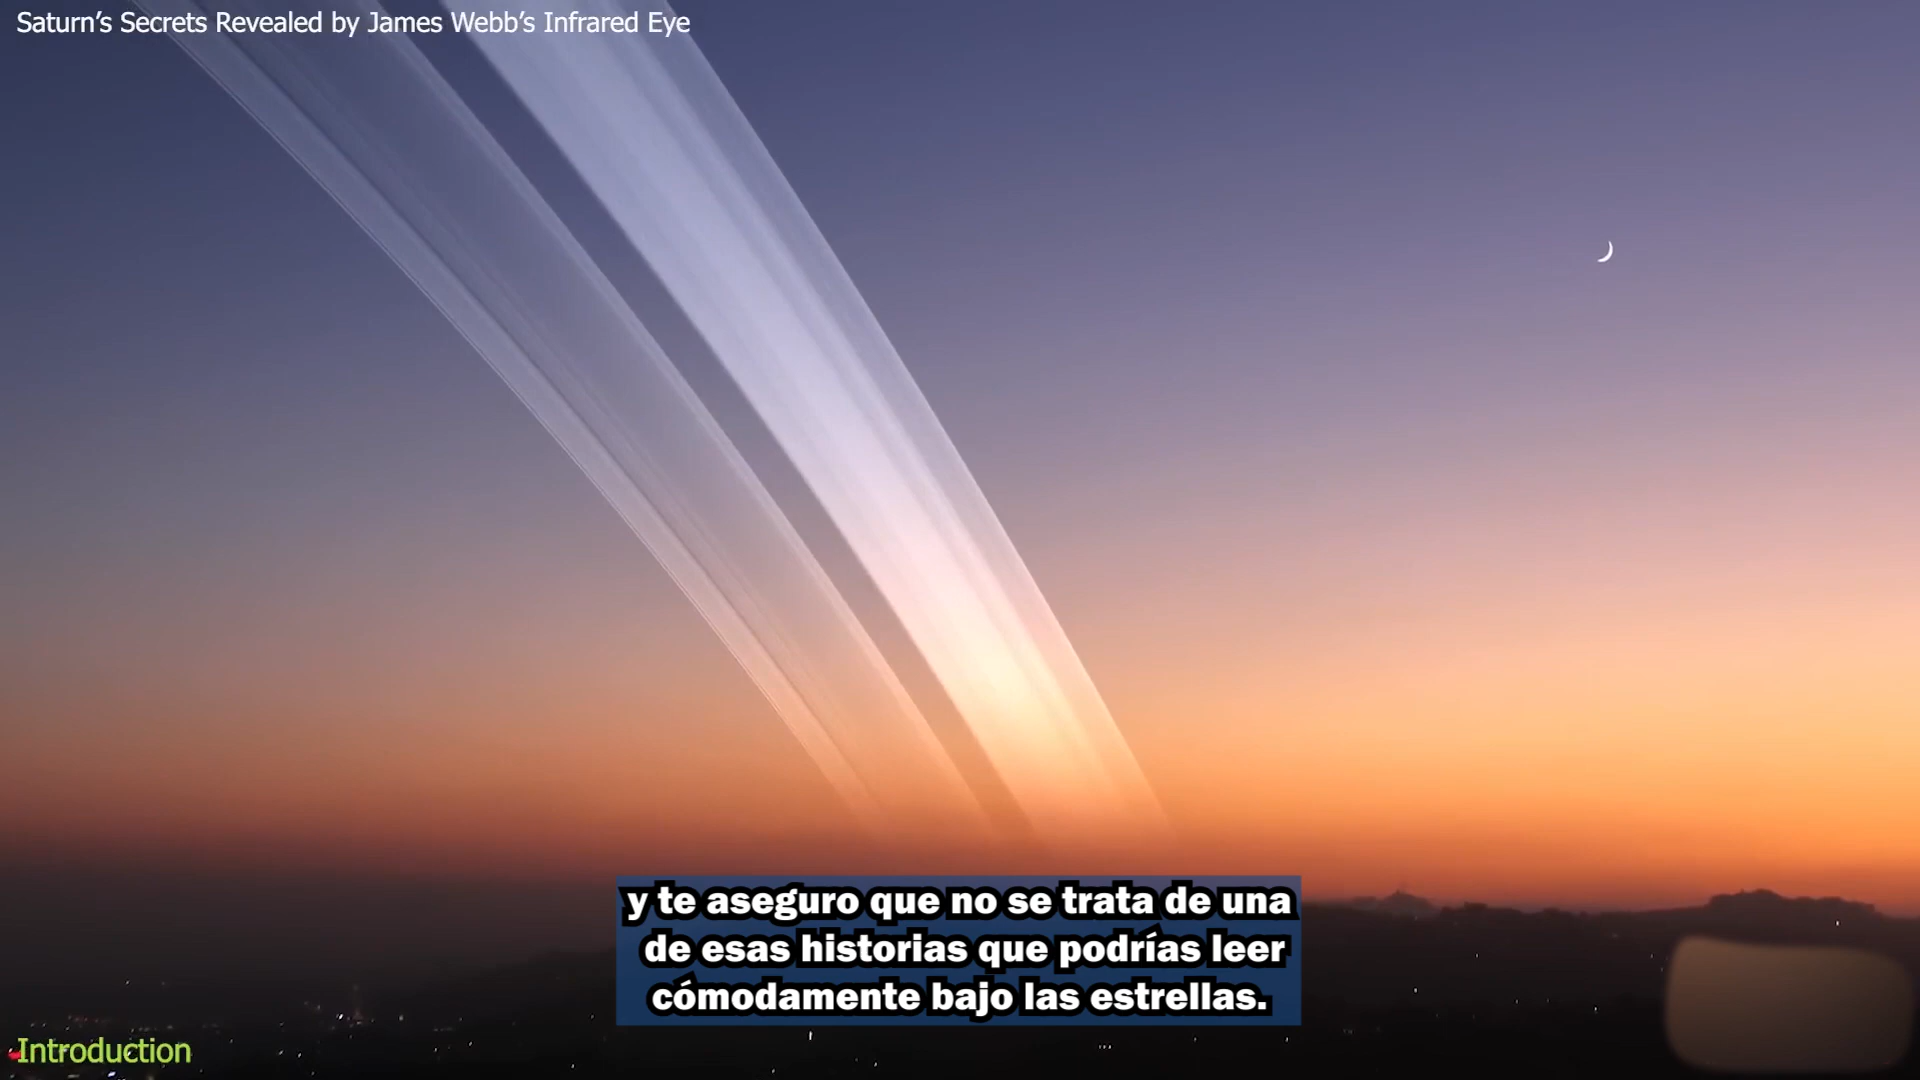 Saturn’s Secrets Revealed by James Webb’s Infrared Eye
y te aseguro que no se trata de una
de esas historias que podrías leer
cómodamente bajo las estrellas.
Introduction